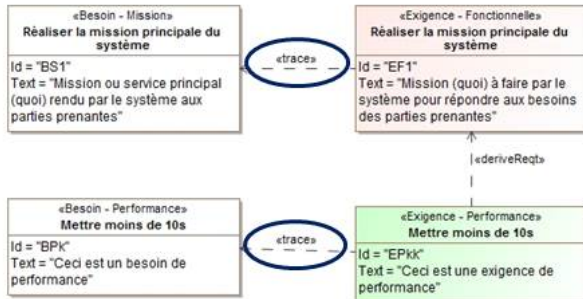 «Besoin - Mission»
Réaliser la mission principale du
système
Id = "BS1"
Text = "Mission ou service principal
(quoi) rendu par le système aux
parties prenantes"
«trace»
«Exigence - Fonctionnelle»
Réaliser la mission principale du
système
Id = "EF1"
Text = "Mission (quoi) à faire par le
système pour répondre aux besoins
des parties prenantes"
«deriveReqt»
«Besoin - Performance»
Mettre moins de 10s
Id = "BPk"
Text = "Ceci est un besoin de
performance"
«trace»
«Exigence - Performance»
Mettre moins de 10s
Id = "EPkk"
Text = "Ceci est une exigence de
performance"